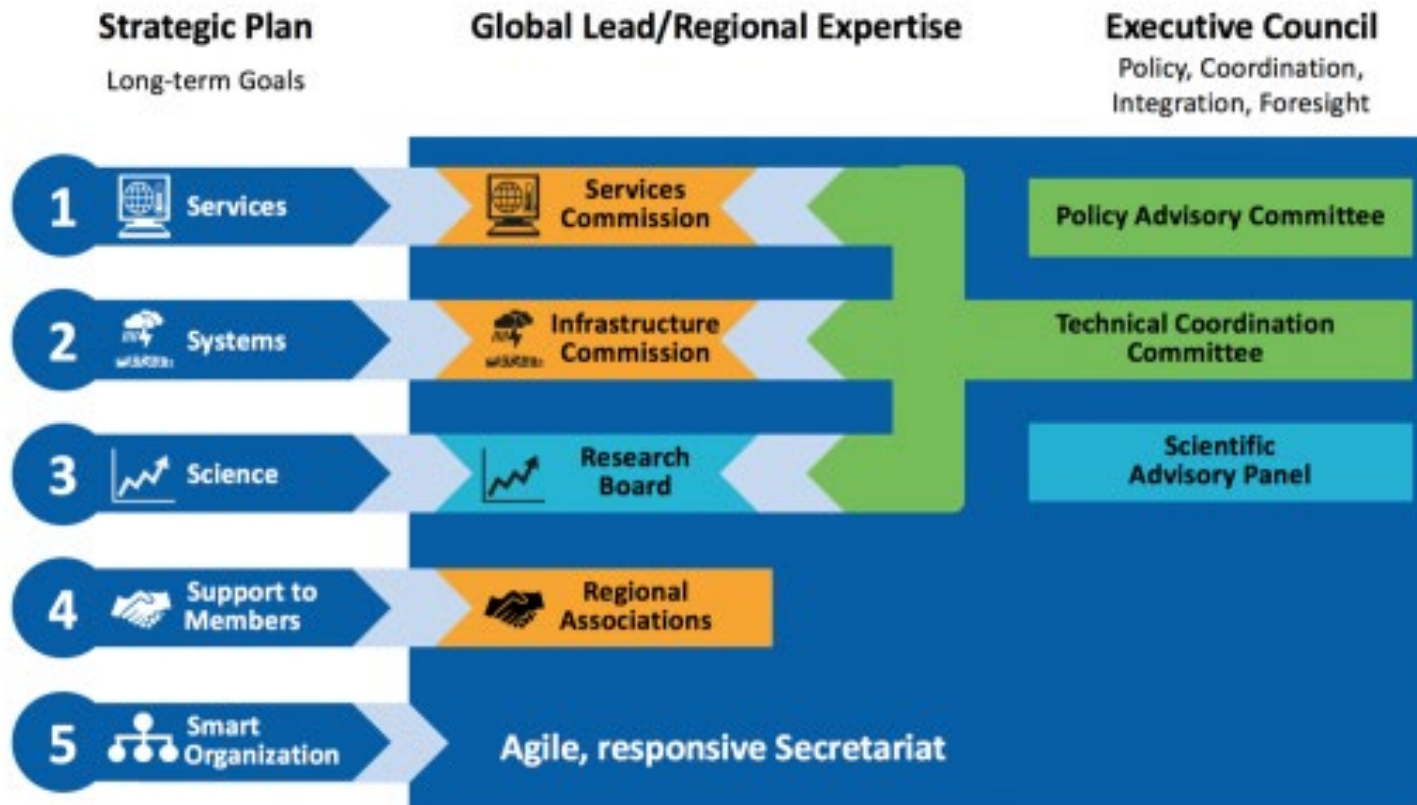 Strategic Plan
Long-term Goals
Global Lead/Regional Expertise
Executive Council
Policy, Coordination,
Integration, Foresight
1
Services
Services
Commission
Policy Advisory Committee
2
Systems
Infrastructure
Commission
Technical Coordination
Committee
3
Science
Research
Board
Scientific
Advisory Panel
4
Support to
Members
Regional
Associations
5
Smart
Organization
Agile, responsive Secretariat